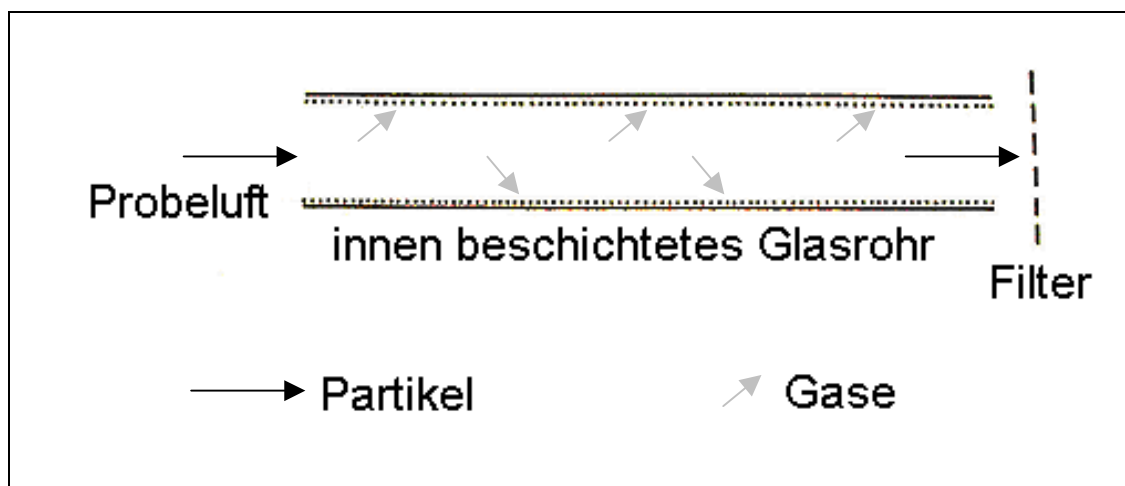 Probeluft
innen beschichtetes Glasrohr
Filter
Partikel
Gase